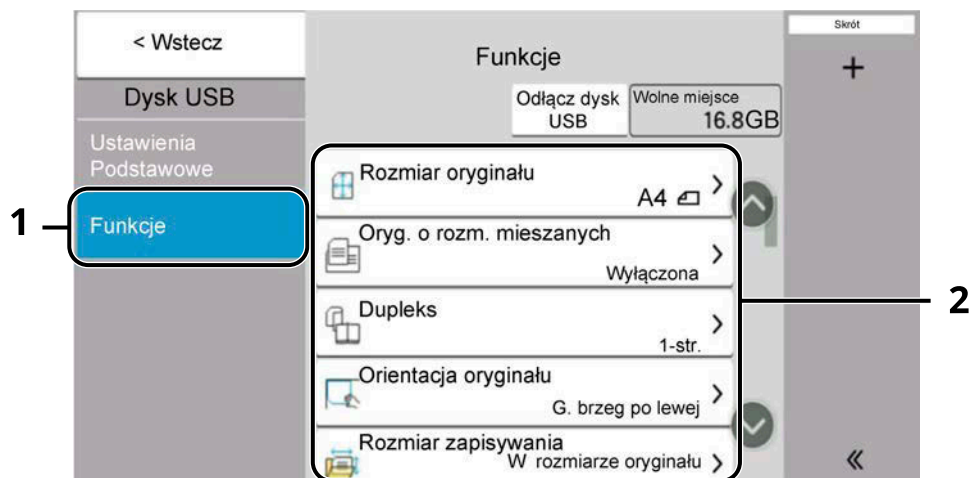 < Wstecz
Dysk USB
Ustawienia
Podstawowe
1
Funkcje
Funkcje
Odłącz dysk
USB
Wolne miejsce
16.8GB
Rozmiar oryginału
A4
Oryg. o rozm. mieszanych
Wyłączona
Dupleks
1-str.
Orientacja oryginału
G. brzeg po lewej
Rozmiar zapisywania
W rozmiarze oryginału
2
Skrót
+
«